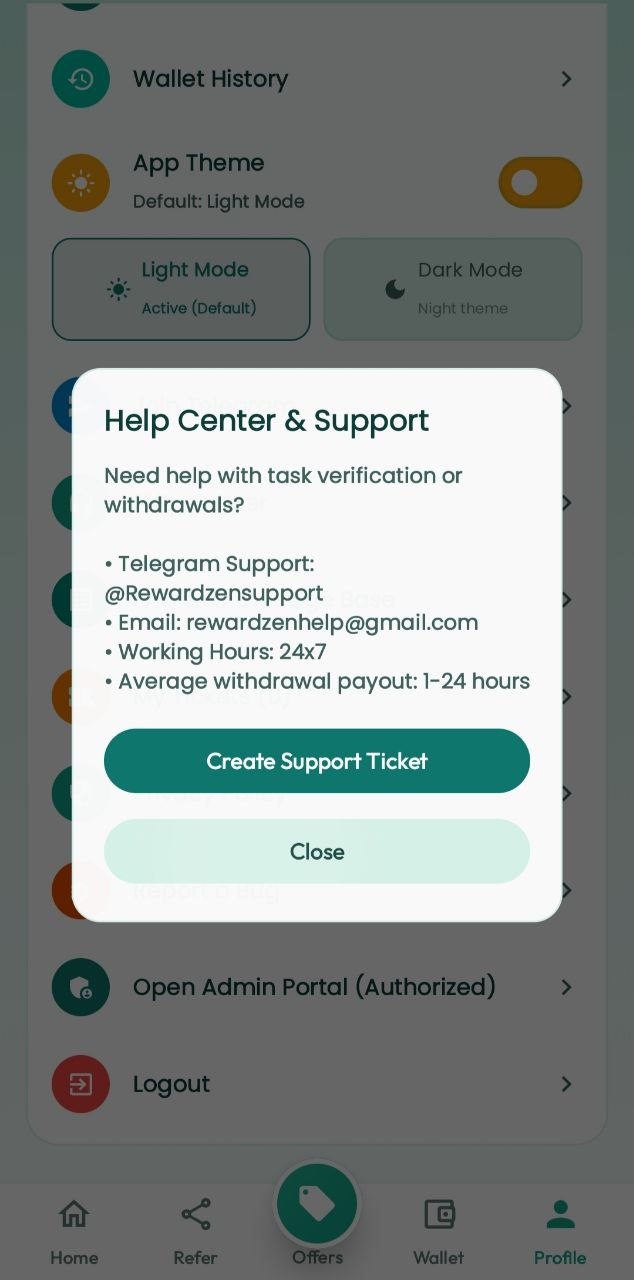 Wallet History
App Theme
Default: Light Mode
Light Mode
Active (Default)
Dark Mode
Night theme
Help Center & Support
Need help with task verification or
withdrawals?
• Telegram Support:
@Rewardzensupport
• Email: rewardzenhelp@gmail.com
• Working Hours: 24x7
• Average withdrawal payout: 1-24 hours
Create Support Ticket
Close
Report a Bug
Open Admin Portal (Authorized)
Logout
Home
Refer
Offers
Wallet
Profile